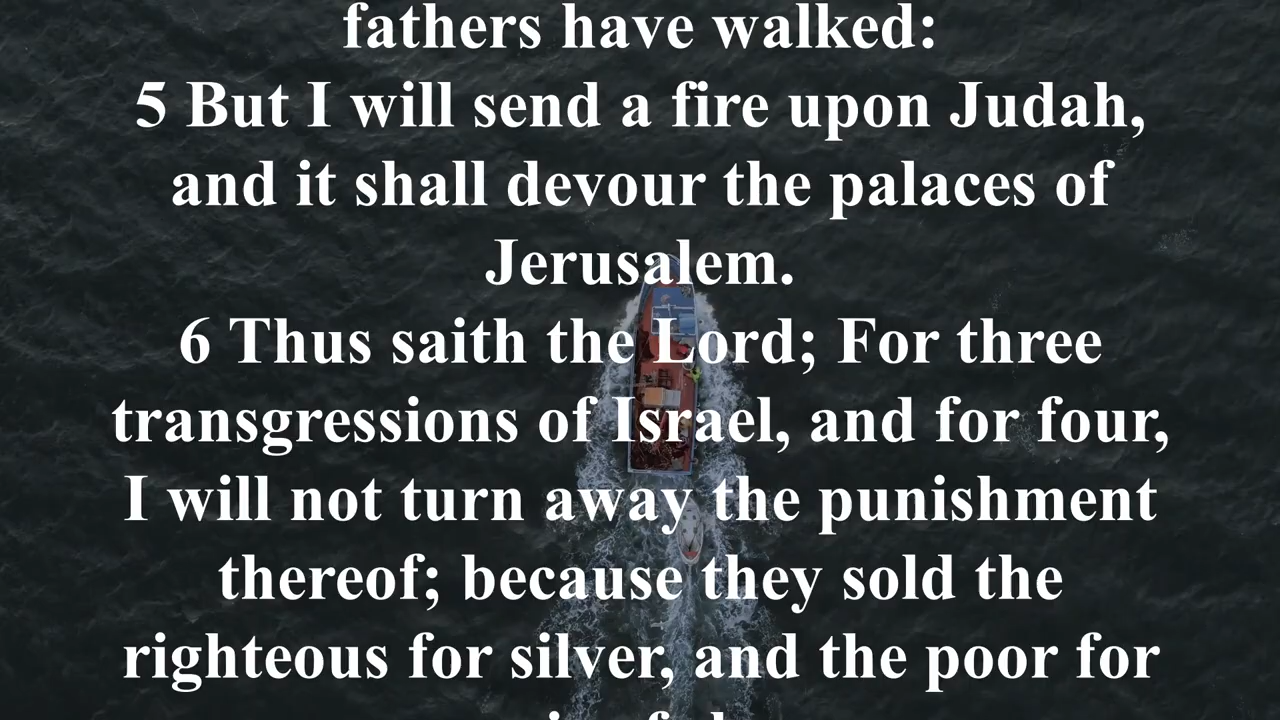 fathers have walked:
5 But I will send a fire upon Judah,
and it shall devour the palaces of
Jerusalem.
6 Thus saith the Lord; For three
transgressions of Israel, and for four,
I will not turn away the punishment
thereof; because they sold the
righteous for silver, and the poor for